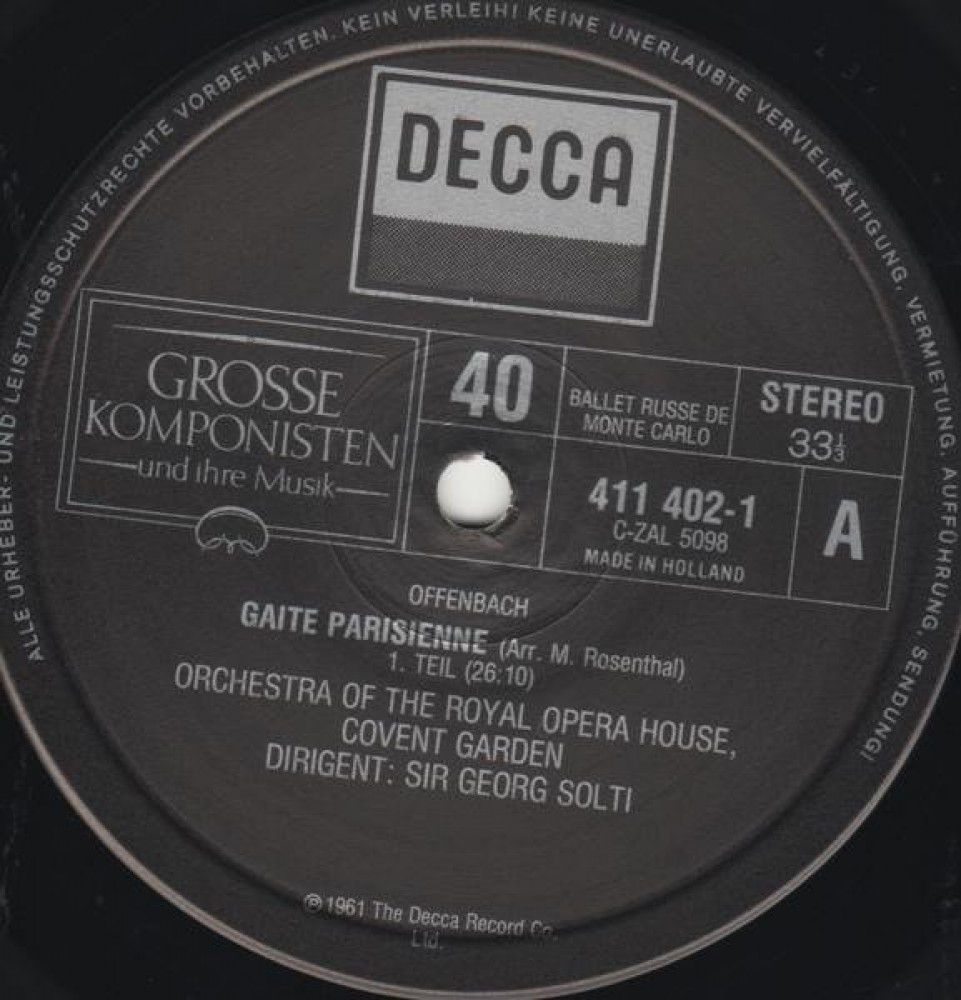 ALLE URHEBER- UND LEISTUNGSSCHUTZRECHTE VORBEHALTEN. KEIN VERLEIH! KEINE UNERLAUBTE VERVIELFÄLTIGUNG, VERMIETUNG, AUFFÜHRUNG, SENDUNG!
DECCA
GROSSE
KOMPONISTEN
und ihre Musik
40
BALLET RUSSE DE
MONTE CARLO
STEREO
33⅓
411 402-1
C-ZAL 5098
MADE IN HOLLAND
A
OFFENBACH
GAITE PARISIENNE (Arr. M. Rosenthal)
1. TEIL (26:10)
ORCHESTRA OF THE ROYAL OPERA HOUSE,
COVENT GARDEN
DIRIGENT: SIR GEORG SOLTI
℗ 1961 The Decca Record Co.
Ltd.